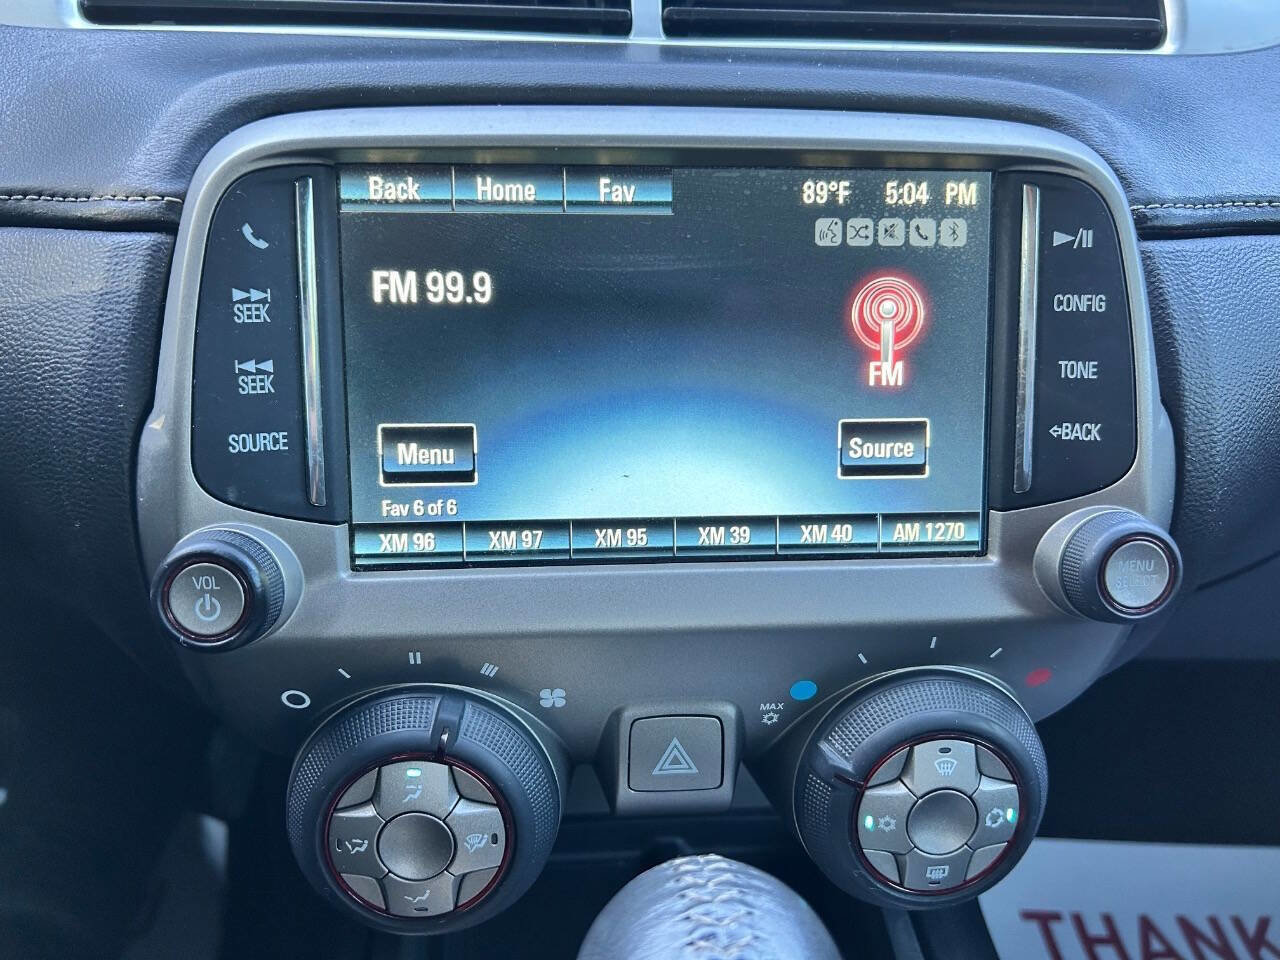 Back Home Fav 89°F 5:04 PM
FM 99.9
FM
Menu
Source
Fav 6 of 6
XM 96 XM 97 XM 95 XM 39 XM 40 AM 1270
SEEK
SEEK
SOURCE
CONFIG
TONE
BACK
VOL
MENU
SELECT
MAX
THANK